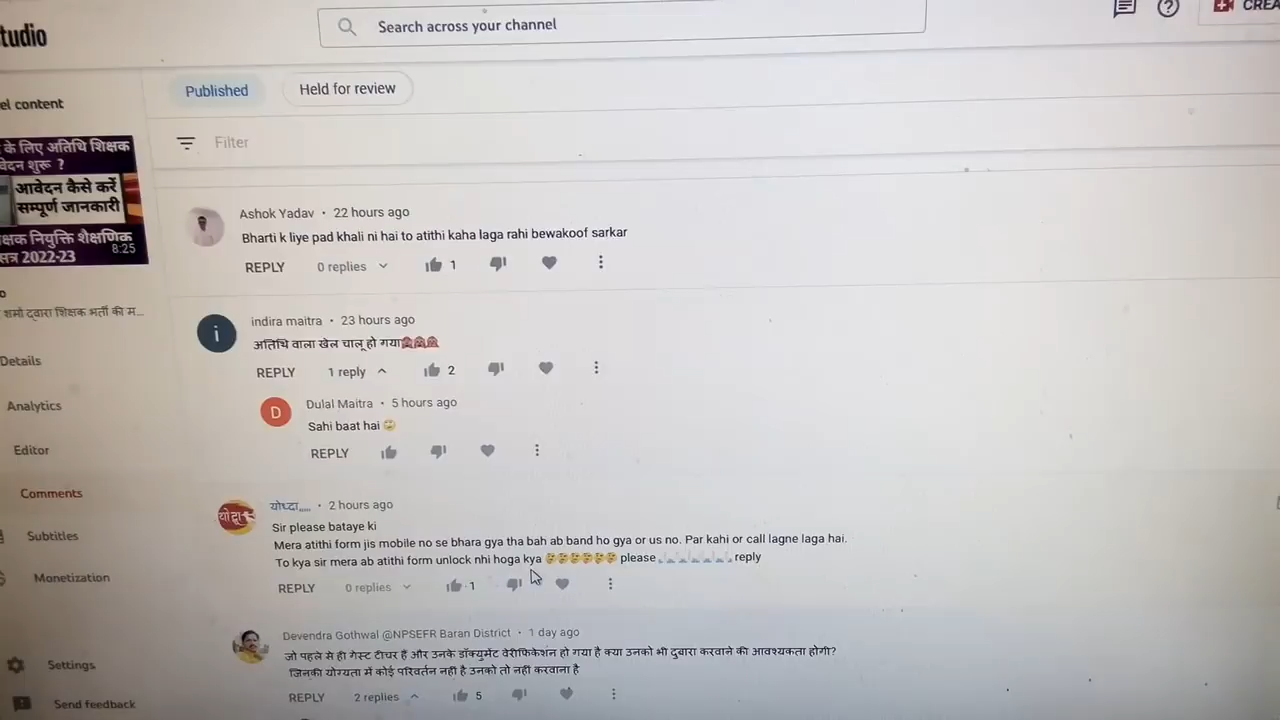 tudio
Search across your channel
CREA
Published
Held for review
Filter
el content
के लिए अतिथि शिक्षक
वेदन शुरू ?
आवेदन कैसे करें
सम्पूर्ण जानकारी
क्षक नियुक्ति शैक्षणिक
सत्र 2022-23
8:25
o
शर्मा द्वारा शिक्षक भर्ती की म...
Details
Analytics
Editor
Comments
Subtitles
Monetization
Settings
Send feedback
Ashok Yadav • 22 hours ago
Bharti k liye pad khali ni hai to atithi kaha laga rahi bewakoof sarkar
REPLY 0 replies 1
i
indira maitra • 23 hours ago
अतिथि वाला खेल चालू हो गया🙈🙈🙈
REPLY 1 reply 2
D
Dulal Maitra • 5 hours ago
Sahi baat hai 🙄
REPLY
योद्धा
योध्दा,,,,, • 2 hours ago
Sir please bataye ki
Mera atithi form jis mobile no se bhara gya tha bah ab band ho gya or us no. Par kahi or call lagne laga hai.
To kya sir mera ab atithi form unlock nhi hoga kya 🤔🤔🤔🤔🤔🤔 please 🙏🙏🙏🙏🙏🙏 reply
REPLY 0 replies 1
Devendra Gothwal @NPSEFR Baran District • 1 day ago
जो पहले से ही गेस्ट टीचर हैं और उनके डॉक्युमेंट वेरीफिकेशन हो गया है क्या उनको भी दुबारा करवाने की आवश्यकता होगी?
जिनकी योग्यता में कोई परिवर्तन नहीं है उनको तो नहीं करवाना है
REPLY 2 replies 5